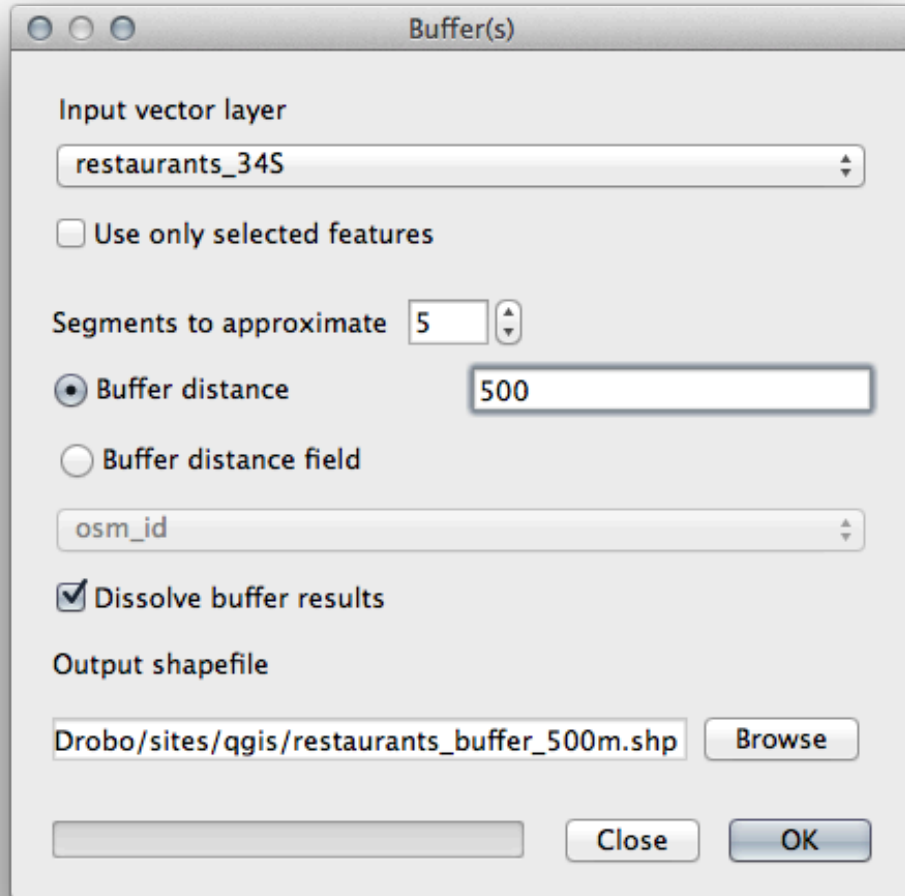 Buffer(s)
Input vector layer
restaurants_34S
Use only selected features
Segments to approximate 5
Buffer distance 500
Buffer distance field
osm_id
Dissolve buffer results
Output shapefile
Drobo/sites/qgis/restaurants_buffer_500m.shp Browse
Close OK